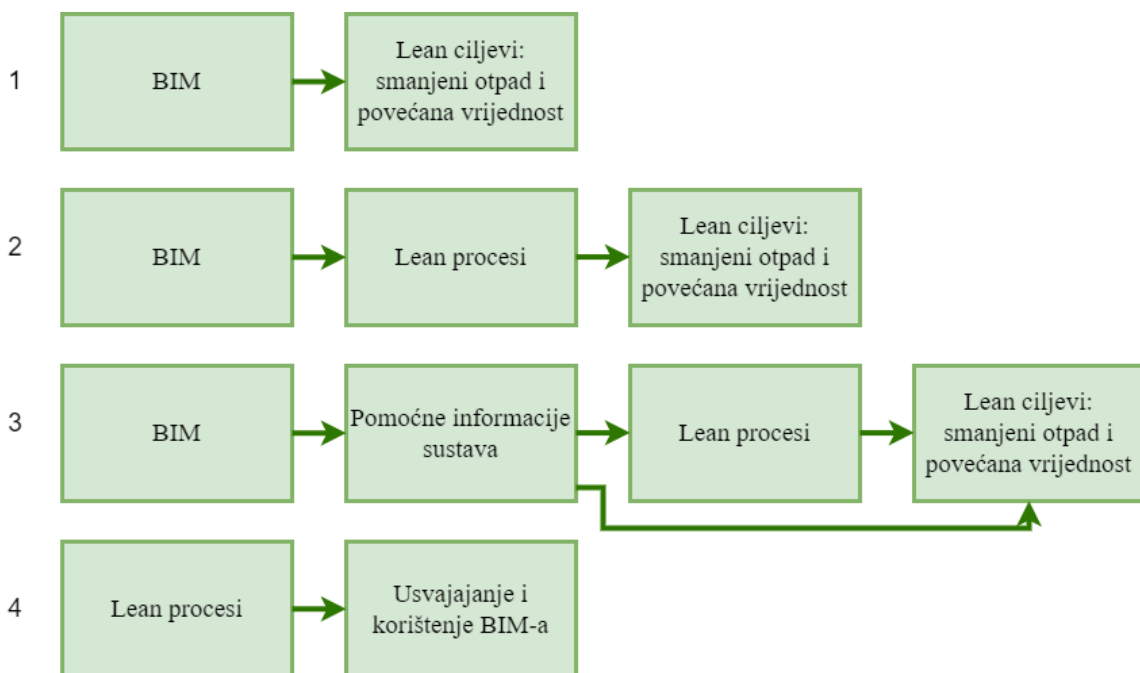 1
BIM
Lean ciljevi:
smanjeni otpad i
povećana vrijednost
2
BIM
Lean procesi
Lean ciljevi:
smanjeni otpad i
povećana vrijednost
3
BIM
Pomoćne informacije
sustava
Lean procesi
Lean ciljevi:
smanjeni otpad i
povećana vrijednost
4
Lean procesi
Usvajajanje i
korištenje BIM-a